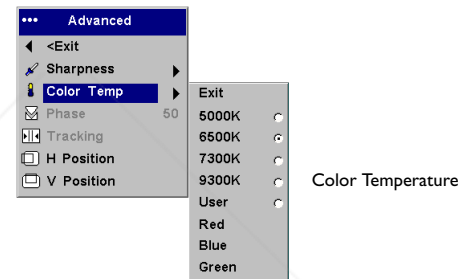 ••• Advanced
<Exit
Sharpness
Color Temp
Phase 50
Tracking
H Position
V Position
Exit
5000K
6500K
7300K
9300K
User
Red
Blue
Green
Color Temperature